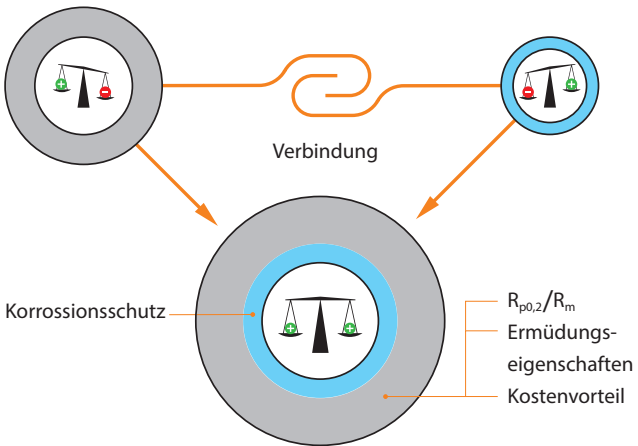 Verbindung
Korrossionsschutz
Rp0,2/Rm
Ermüdungs-
eigenschaften
Kostenvorteil